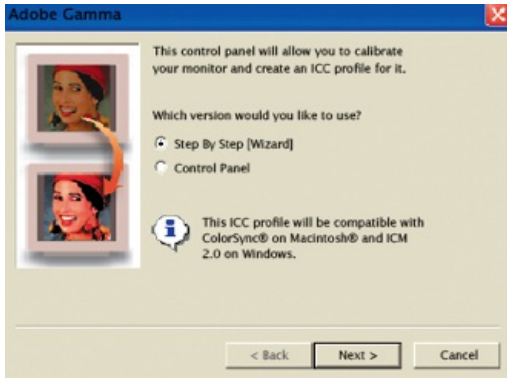 Adobe Gamma
This control panel will allow you to calibrate
your monitor and create an ICC profile for it.
Which version would you like to use?
Step By Step [Wizard]
Control Panel
This ICC profile will be compatible with
ColorSync® on Macintosh® and ICM
2.0 on Windows.
< Back Next > Cancel